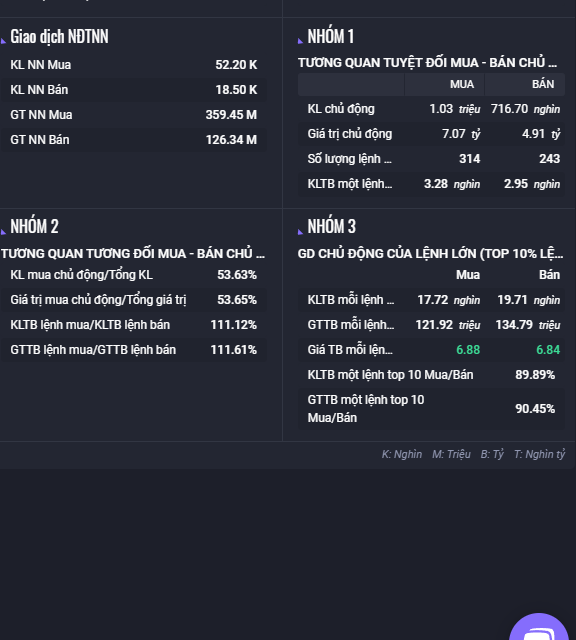 Giao dịch NĐTNN
KL NN Mua 52.20 K
KL NN Bán 18.50 K
GT NN Mua 359.45 M
GT NN Bán 126.34 M
NHÓM 1
TƯƠNG QUAN TUYỆT ĐỐI MUA - BÁN CHỦ ...
MUA BÁN
KL chủ động 1.03 triệu 716.70 nghìn
Giá trị chủ động 7.07 tỷ 4.91 tỷ
Số lượng lệnh ... 314 243
KLTB một lệnh... 3.28 nghìn 2.95 nghìn
NHÓM 2
TƯƠNG QUAN TƯƠNG ĐỐI MUA - BÁN CHỦ ...
KL mua chủ động/Tổng KL 53.63%
Giá trị mua chủ động/Tổng giá trị 53.65%
KLTB lệnh mua/KLTB lệnh bán 111.12%
GTTB lệnh mua/GTTB lệnh bán 111.61%
NHÓM 3
GD CHỦ ĐỘNG CỦA LỆNH LỚN (TOP 10% LỆ...
Mua Bán
KLTB mỗi lệnh ... 17.72 nghìn 19.71 nghìn
GTTB mỗi lệnh... 121.92 triệu 134.79 triệu
Giá TB mỗi lện... 6.88 6.84
KLTB một lệnh top 10 Mua/Bán 89.89%
GTTB một lệnh top 10
Mua/Bán 90.45%
K: Nghìn M: Triệu B: Tỷ T: Nghìn tỷ